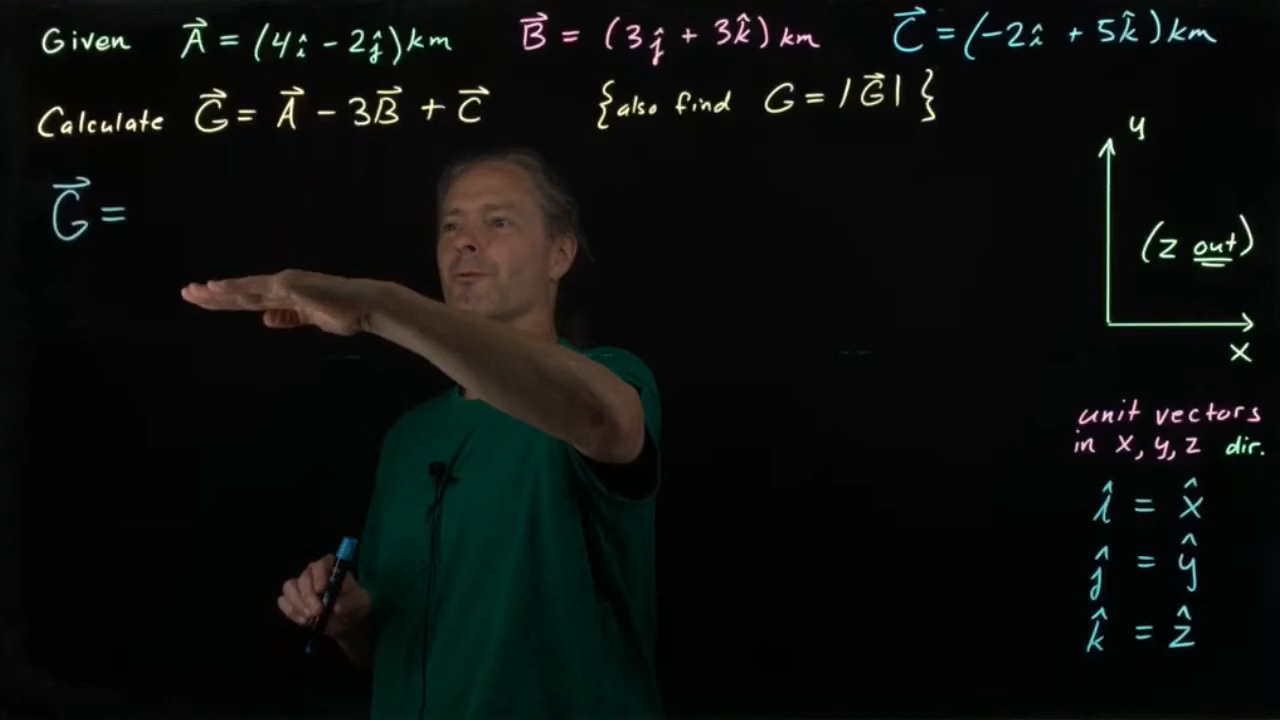 Given A⃗ = (4î - 2ĵ) km B⃗ = (3ĵ + 3k̂) km C⃗ = (-2î + 5k̂) km
Calculate G⃗ = A⃗ - 3B⃗ + C⃗ {also find G = |G⃗| }
G⃗ =
y
(z out)
x
unit vectors
in x, y, z dir.
î = x̂
ĵ = ŷ
k̂ = ẑ